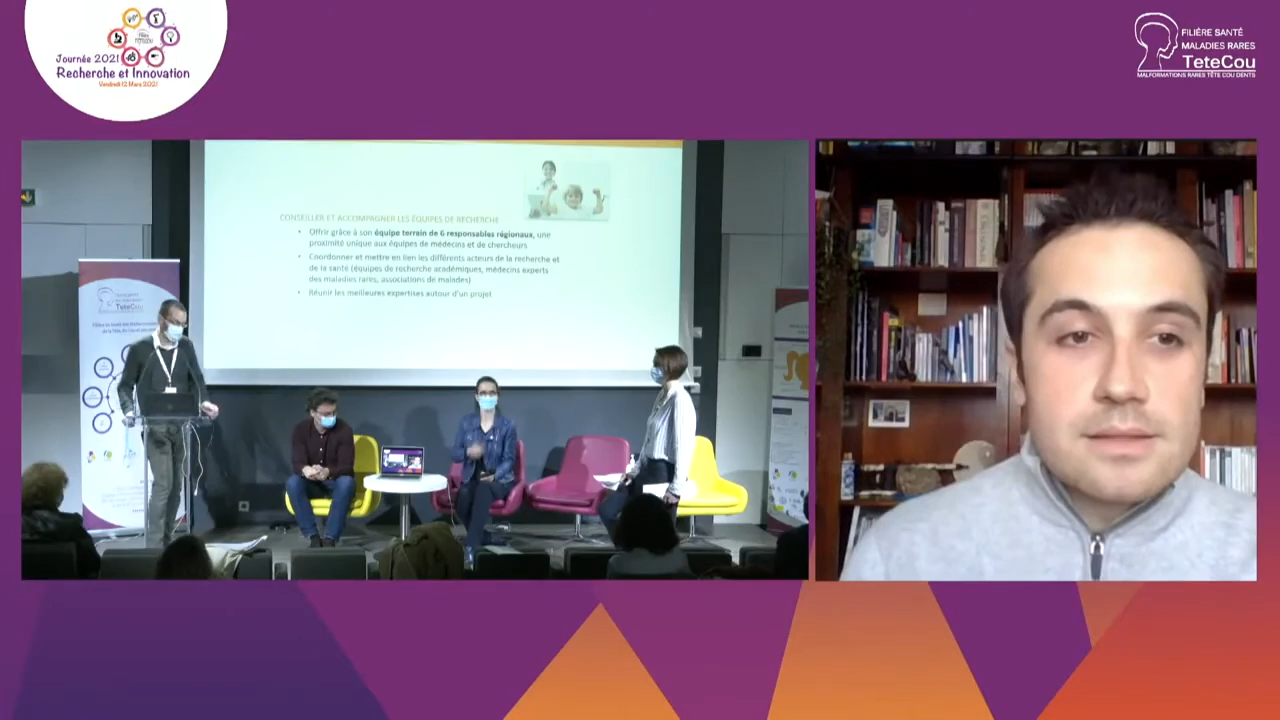 Journée 2021
Recherche et Innovation
Vendredi 12 Mars 2021
FILIÈRE SANTÉ
MALADIES RARES
TeteCou
MALFORMATIONS RARES TÊTE COU DENTS
CONSEILLER ET ACCOMPAGNER LES ÉQUIPES DE RECHERCHE
• Offrir grâce à son équipe terrain de 6 responsables régionaux, une
proximité unique aux équipes de médecins et de chercheurs
• Coordonner et mettre en lien les différents acteurs de la recherche et
de la santé (équipes de recherche académiques, médecins experts
des maladies rares, associations de malades)
• Réunir les meilleures expertises autour d'un projet
TeteCou